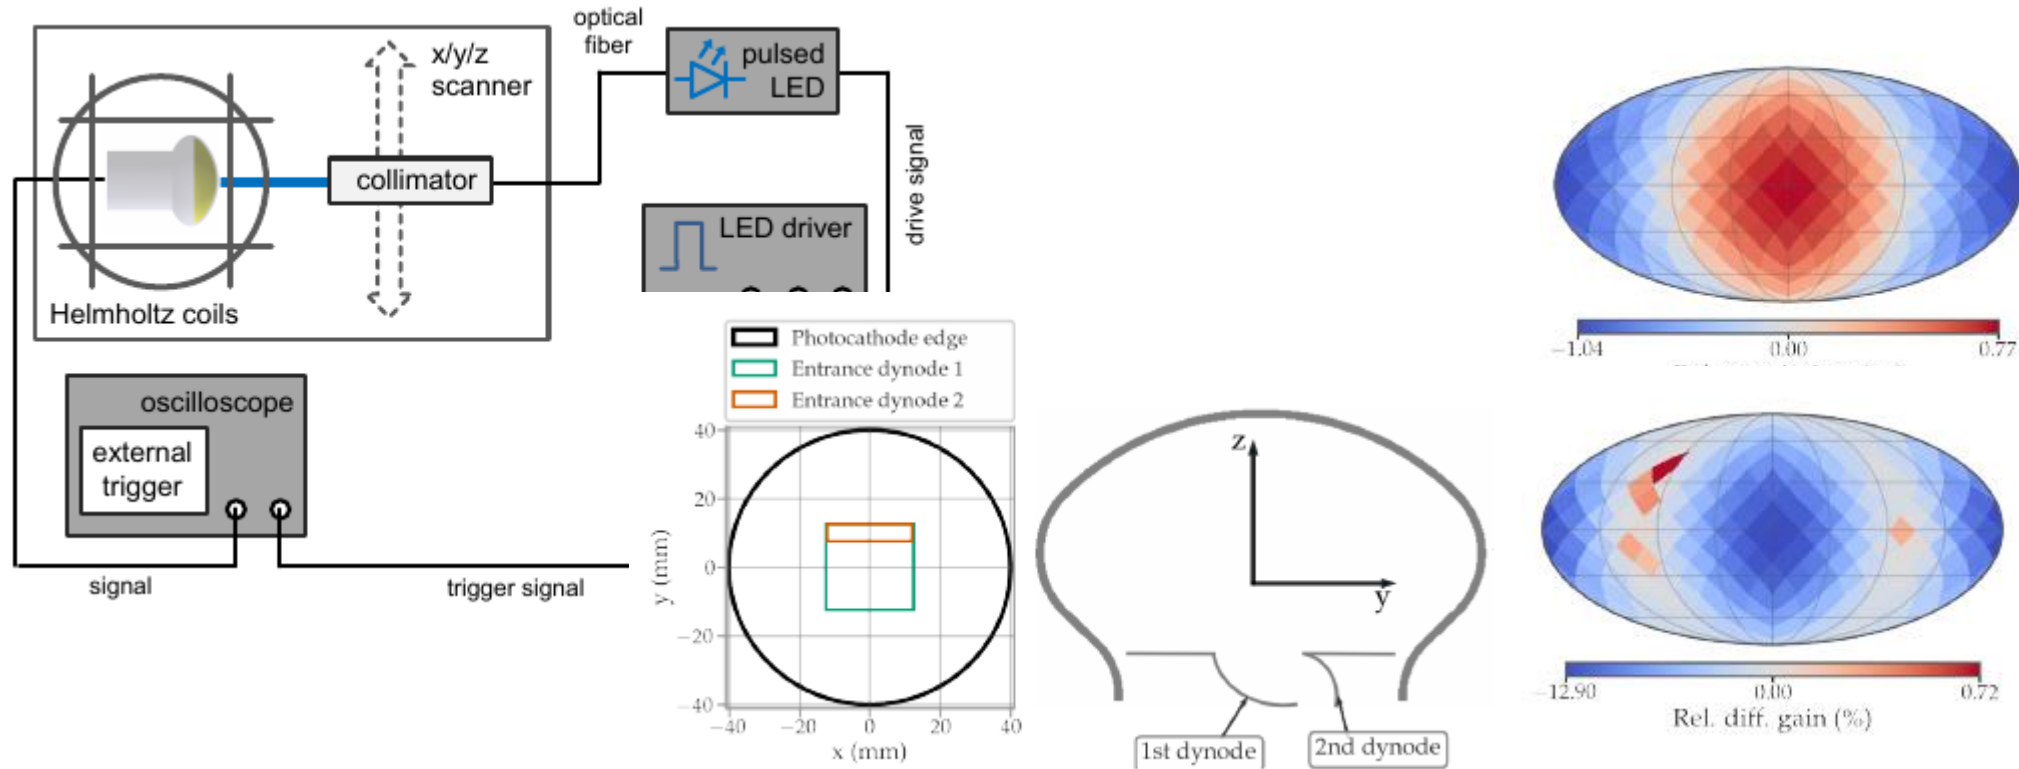 optical
fiber
x/y/z
scanner
pulsed
LED
collimator
drive signal
LED driver
Helmholtz coils
oscilloscope
external
trigger
signal
trigger signal
Photocathode edge
Entrance dynode 1
Entrance dynode 2
40
20
0
−20
−40
y (mm)
−40
−20
0
20
40
x (mm)
z
y
1st dynode
2nd dynode
−1.04
0.00
0.77
−12.90
0.00
0.72
Rel. diff. gain (%)